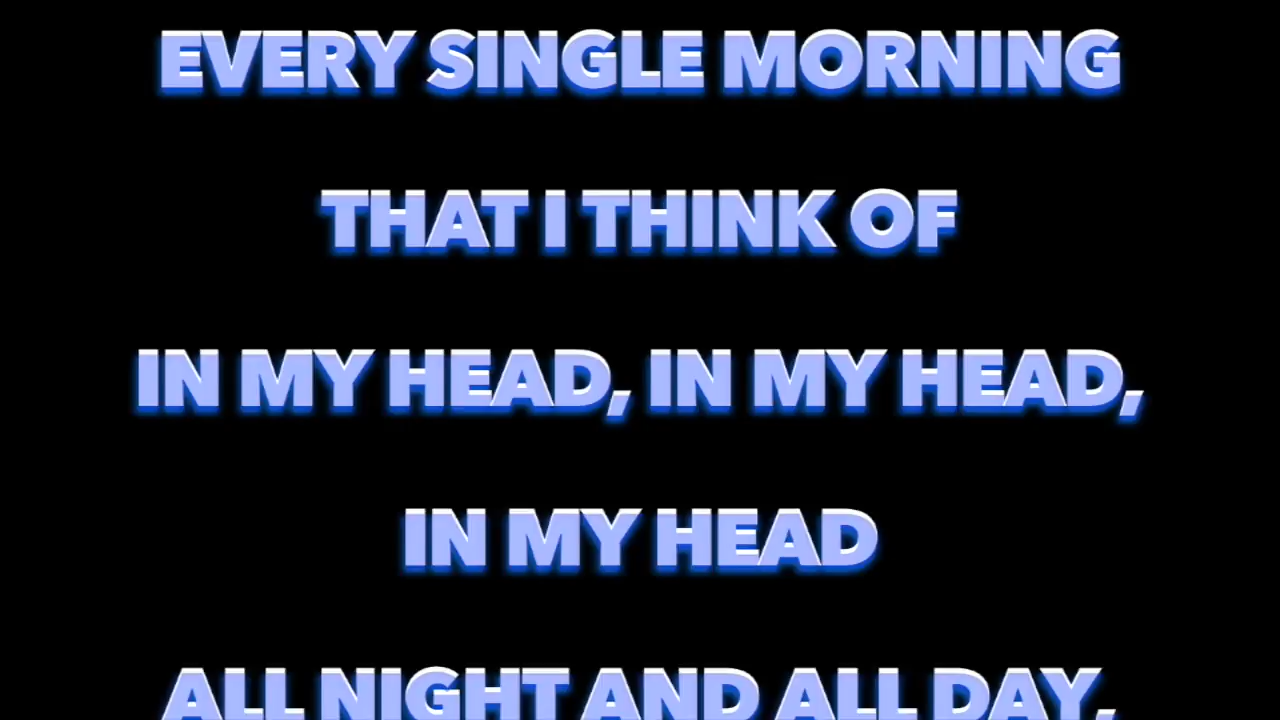 EVERY SINGLE MORNING
THAT I THINK OF
IN MY HEAD, IN MY HEAD,
IN MY HEAD
ALL NIGHT AND ALL DAY,